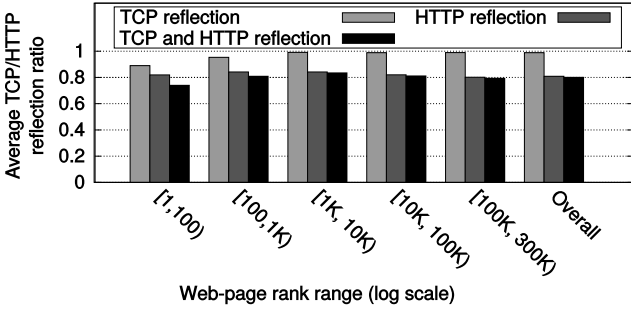 TCP reflection
HTTP reflection
TCP and HTTP reflection
Average TCP/HTTP
reflection ratio
1
0.8
0.6
0.4
0.2
0
[1,100)
[100,1K)
[1K, 10K)
[10K, 100K)
[100K, 300K)
Overall
Web-page rank range (log scale)